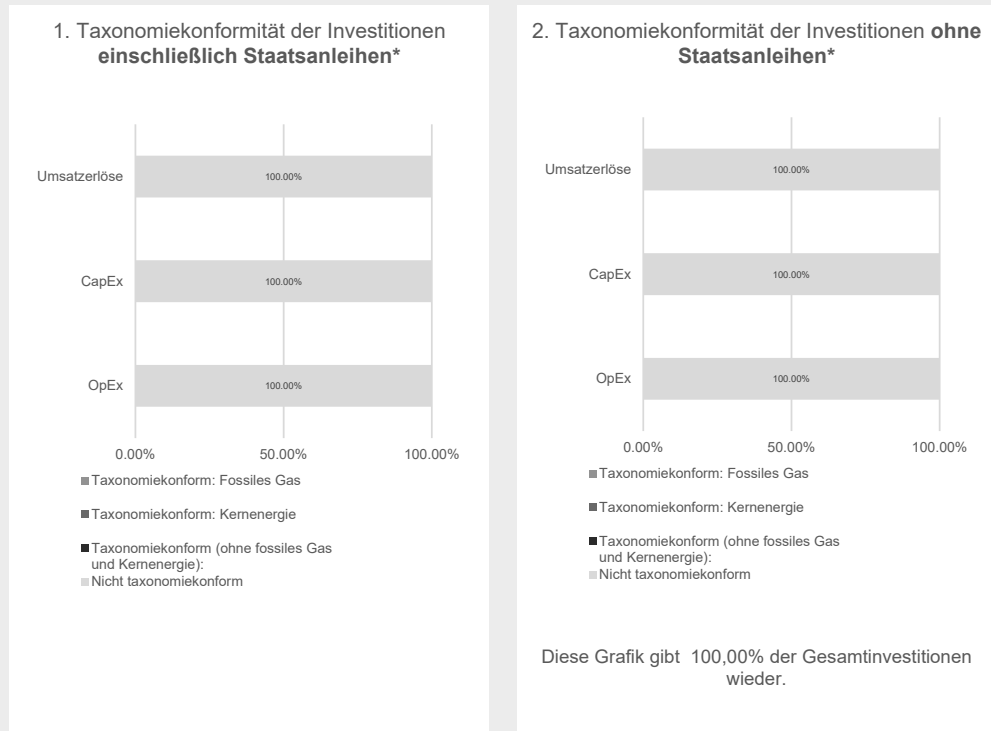 1. Taxonomiekonformität der Investitionen
einschließlich Staatsanleihen*
Umsatzerlöse
100.00%
CapEx
100.00%
OpEx
100.00%
0.00%
50.00%
100.00%
Taxonomiekonform: Fossiles Gas
Taxonomiekonform: Kernenergie
Taxonomiekonform (ohne fossiles Gas
und Kernenergie):
Nicht taxonomiekonform
2. Taxonomiekonformität der Investitionen ohne
Staatsanleihen*
Umsatzerlöse
100.00%
CapEx
100.00%
OpEx
100.00%
0.00%
50.00%
100.00%
Taxonomiekonform: Fossiles Gas
Taxonomiekonform: Kernenergie
Taxonomiekonform (ohne fossiles Gas
und Kernenergie):
Nicht taxonomiekonform
Diese Grafik gibt  100,00% der Gesamtinvestitionen
wieder.